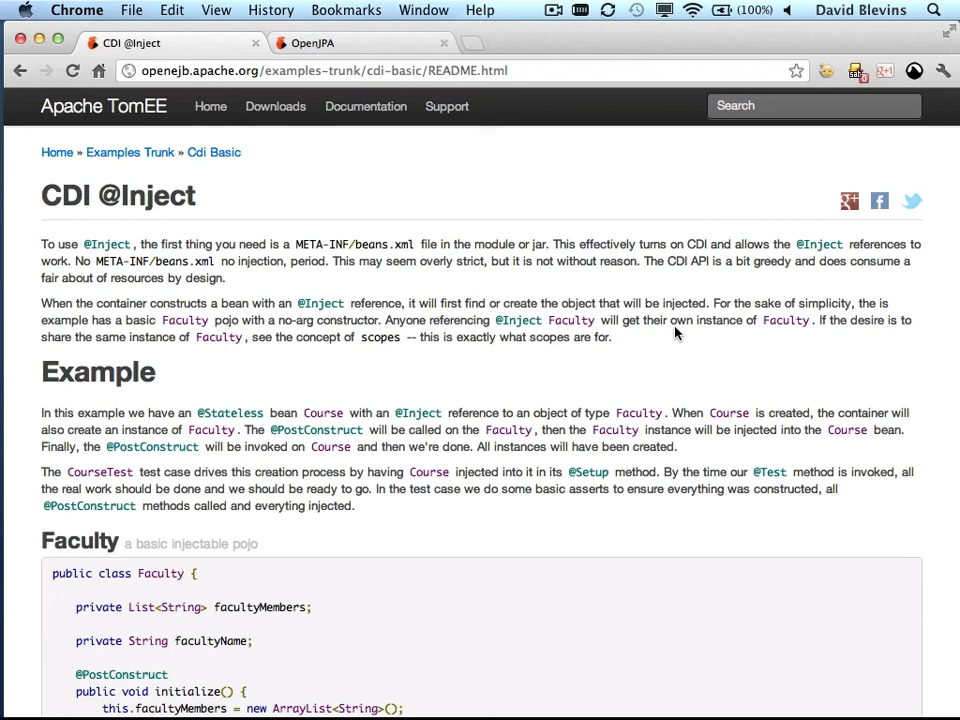 Chrome File Edit View History Bookmarks Window Help (100%) David Blevins
CDI @Inject OpenJPA
openejb.apache.org/examples-trunk/cdi-basic/README.html
Apache TomEE Home Downloads Documentation Support Search
Home » Examples Trunk » Cdi Basic
CDI @Inject
To use @Inject, the first thing you need is a META-INF/beans.xml file in the module or jar. This effectively turns on CDI and allows the @Inject references to
work. No META-INF/beans.xml no injection, period. This may seem overly strict, but it is not without reason. The CDI API is a bit greedy and does consume a
fair about of resources by design.
When the container constructs a bean with an @Inject reference, it will first find or create the object that will be injected. For the sake of simplicity, the is
example has a basic Faculty pojo with a no-arg constructor. Anyone referencing @Inject Faculty will get their own instance of Faculty. If the desire is to
share the same instance of Faculty, see the concept of scopes -- this is exactly what scopes are for.
Example
In this example we have an @Stateless bean Course with an @Inject reference to an object of type Faculty. When Course is created, the container will
also create an instance of Faculty. The @PostConstruct will be called on the Faculty, then the Faculty instance will be injected into the Course bean.
Finally, the @PostConstruct will be invoked on Course and then we're done. All instances will have been created.
The CourseTest test case drives this creation process by having Course injected into it in its @Setup method. By the time our @Test method is invoked, all
the real work should be done and we should be ready to go. In the test case we do some basic asserts to ensure everything was constructed, all
@PostConstruct methods called and everyting injected.
Faculty a basic injectable pojo
public class Faculty {
private List<String> facultyMembers;
private String facultyName;
@PostConstruct
public void initialize() {
this.facultyMembers = new ArrayList<String>();